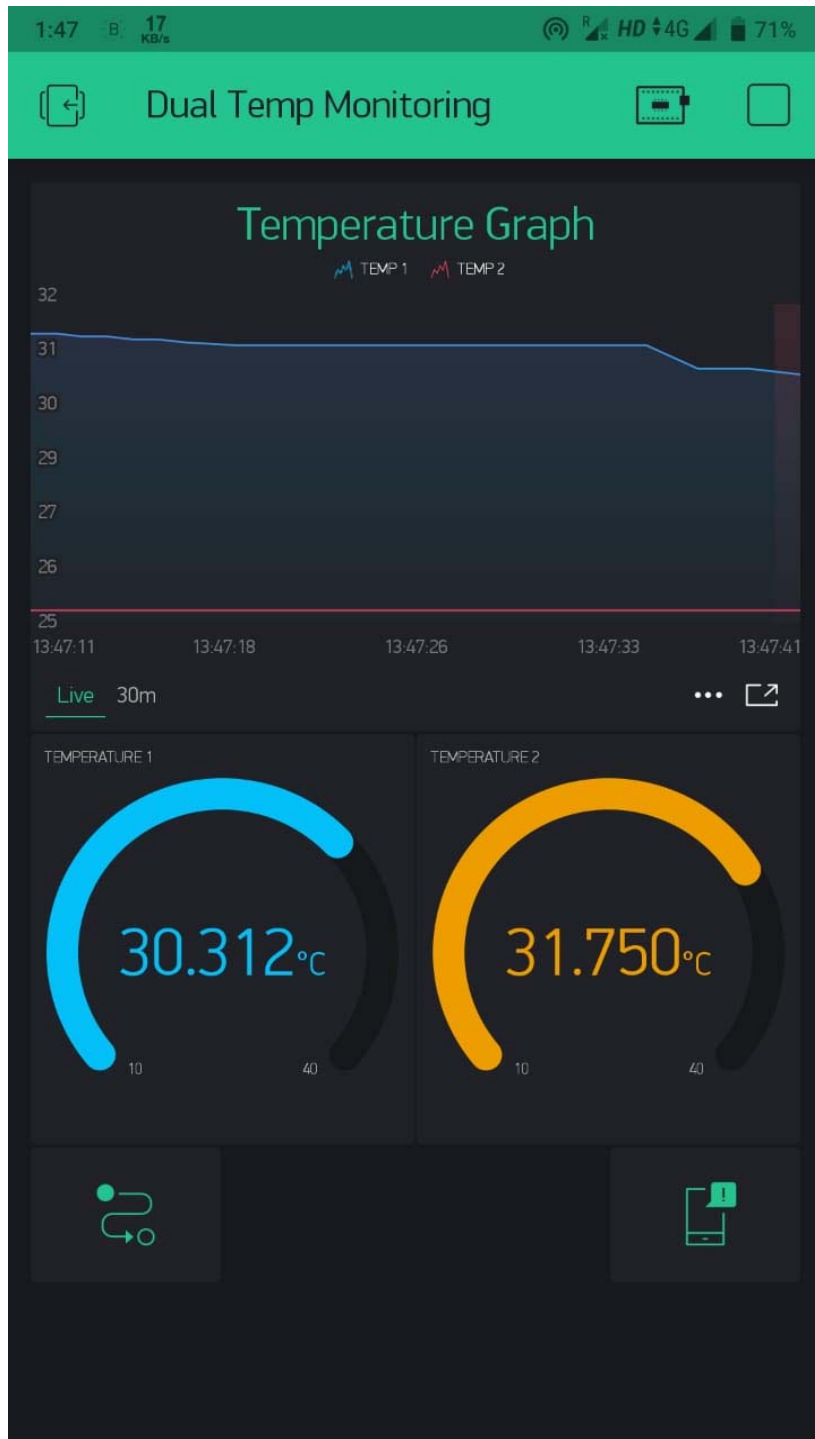 1:47 B 17 KB/s R HD 4G 71%
Dual Temp Monitoring
Temperature Graph
TEMP 1 TEMP 2
32
31
30
29
27
26
25
13:47:11 13:47:18 13:47:26 13:47:33 13:47:41
Live 30m
TEMPERATURE 1 TEMPERATURE 2
30.312°C 31.750°C
10 40 10 40
!